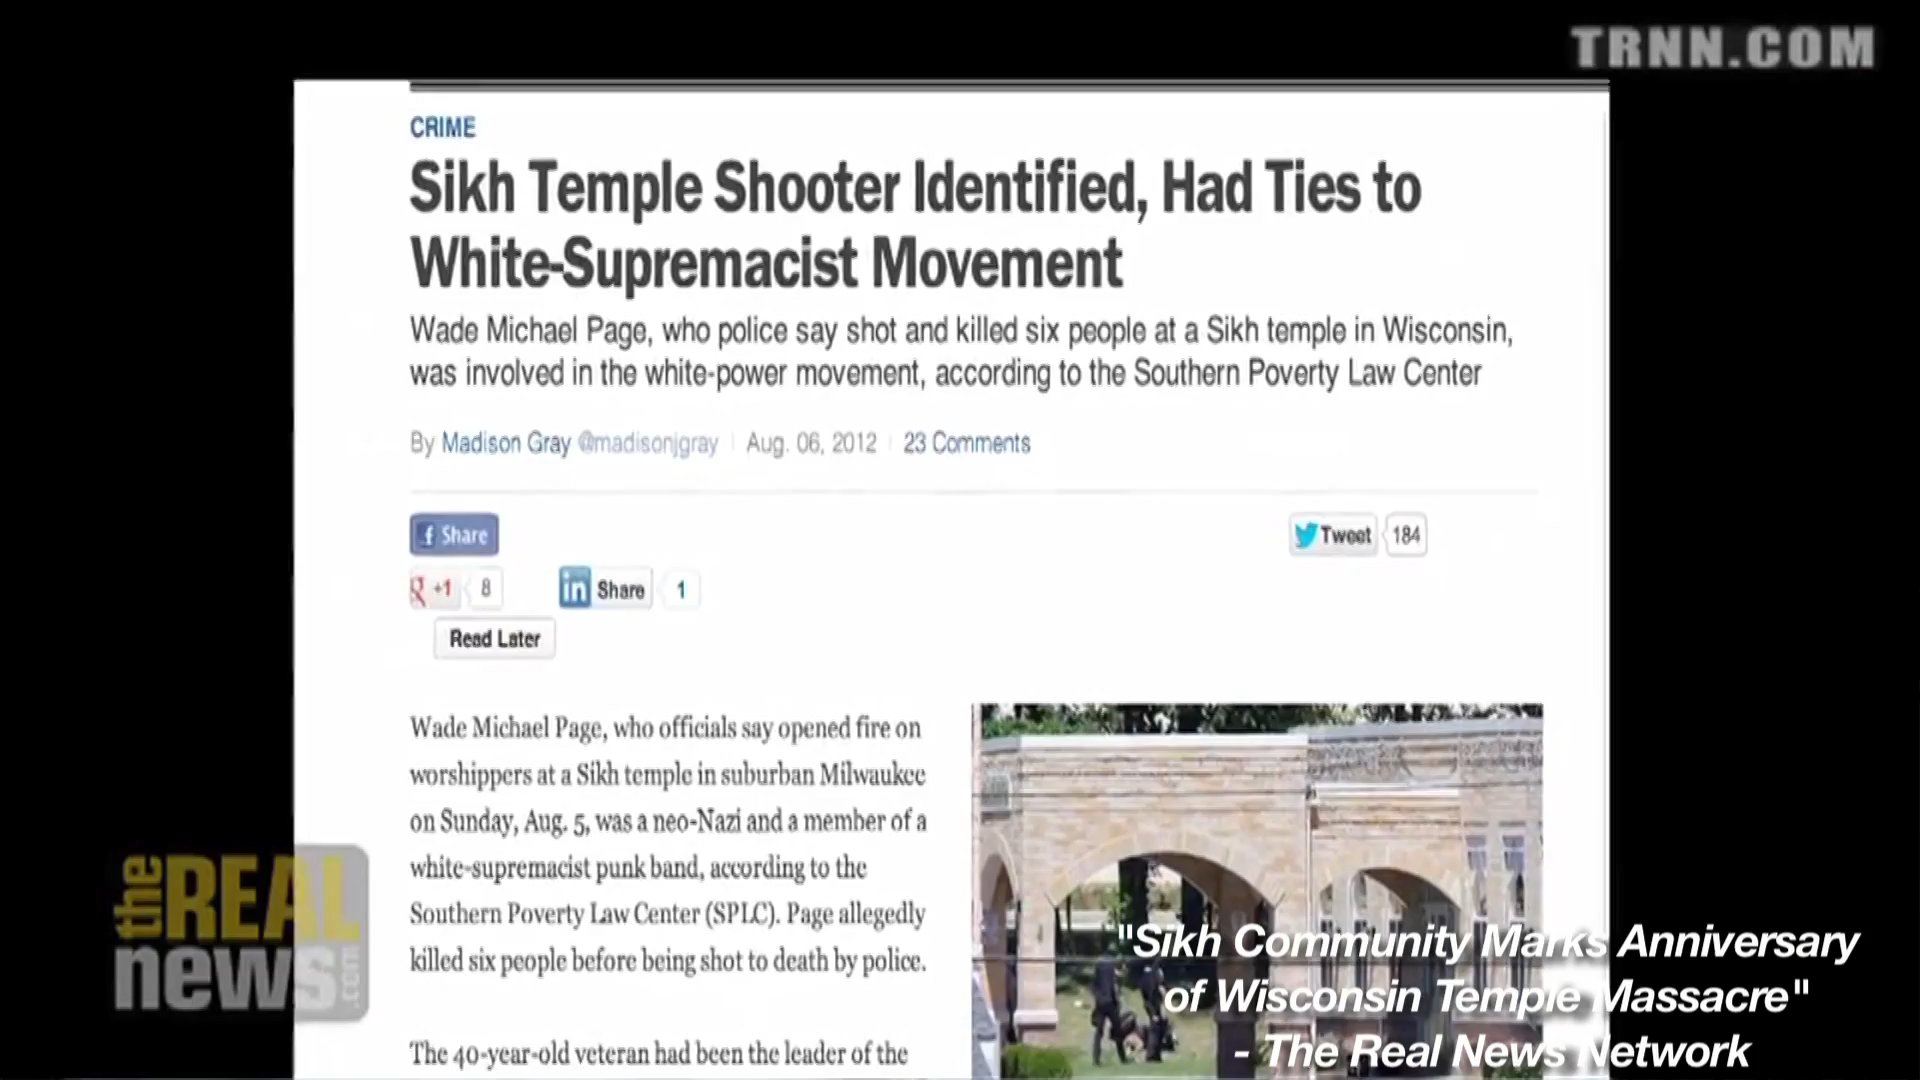 TRNN.COM
CRIME
Sikh Temple Shooter Identified, Had Ties to
White-Supremacist Movement
Wade Michael Page, who police say shot and killed six people at a Sikh temple in Wisconsin,
was involved in the white-power movement, according to the Southern Poverty Law Center
By Madison Gray @madisonjgray | Aug. 06, 2012 | 23 Comments
f Share
Tweet 184
g +1 8
in Share 1
Read Later
Wade Michael Page, who officials say opened fire on
worshippers at a Sikh temple in suburban Milwaukee
on Sunday, Aug. 5, was a neo-Nazi and a member of a
white-supremacist punk band, according to the
Southern Poverty Law Center (SPLC). Page allegedly
killed six people before being shot to death by police.
The 40-year-old veteran had been the leader of the
the REAL
news.com
"Sikh Community Marks Anniversary
of Wisconsin Temple Massacre"
- The Real News Network